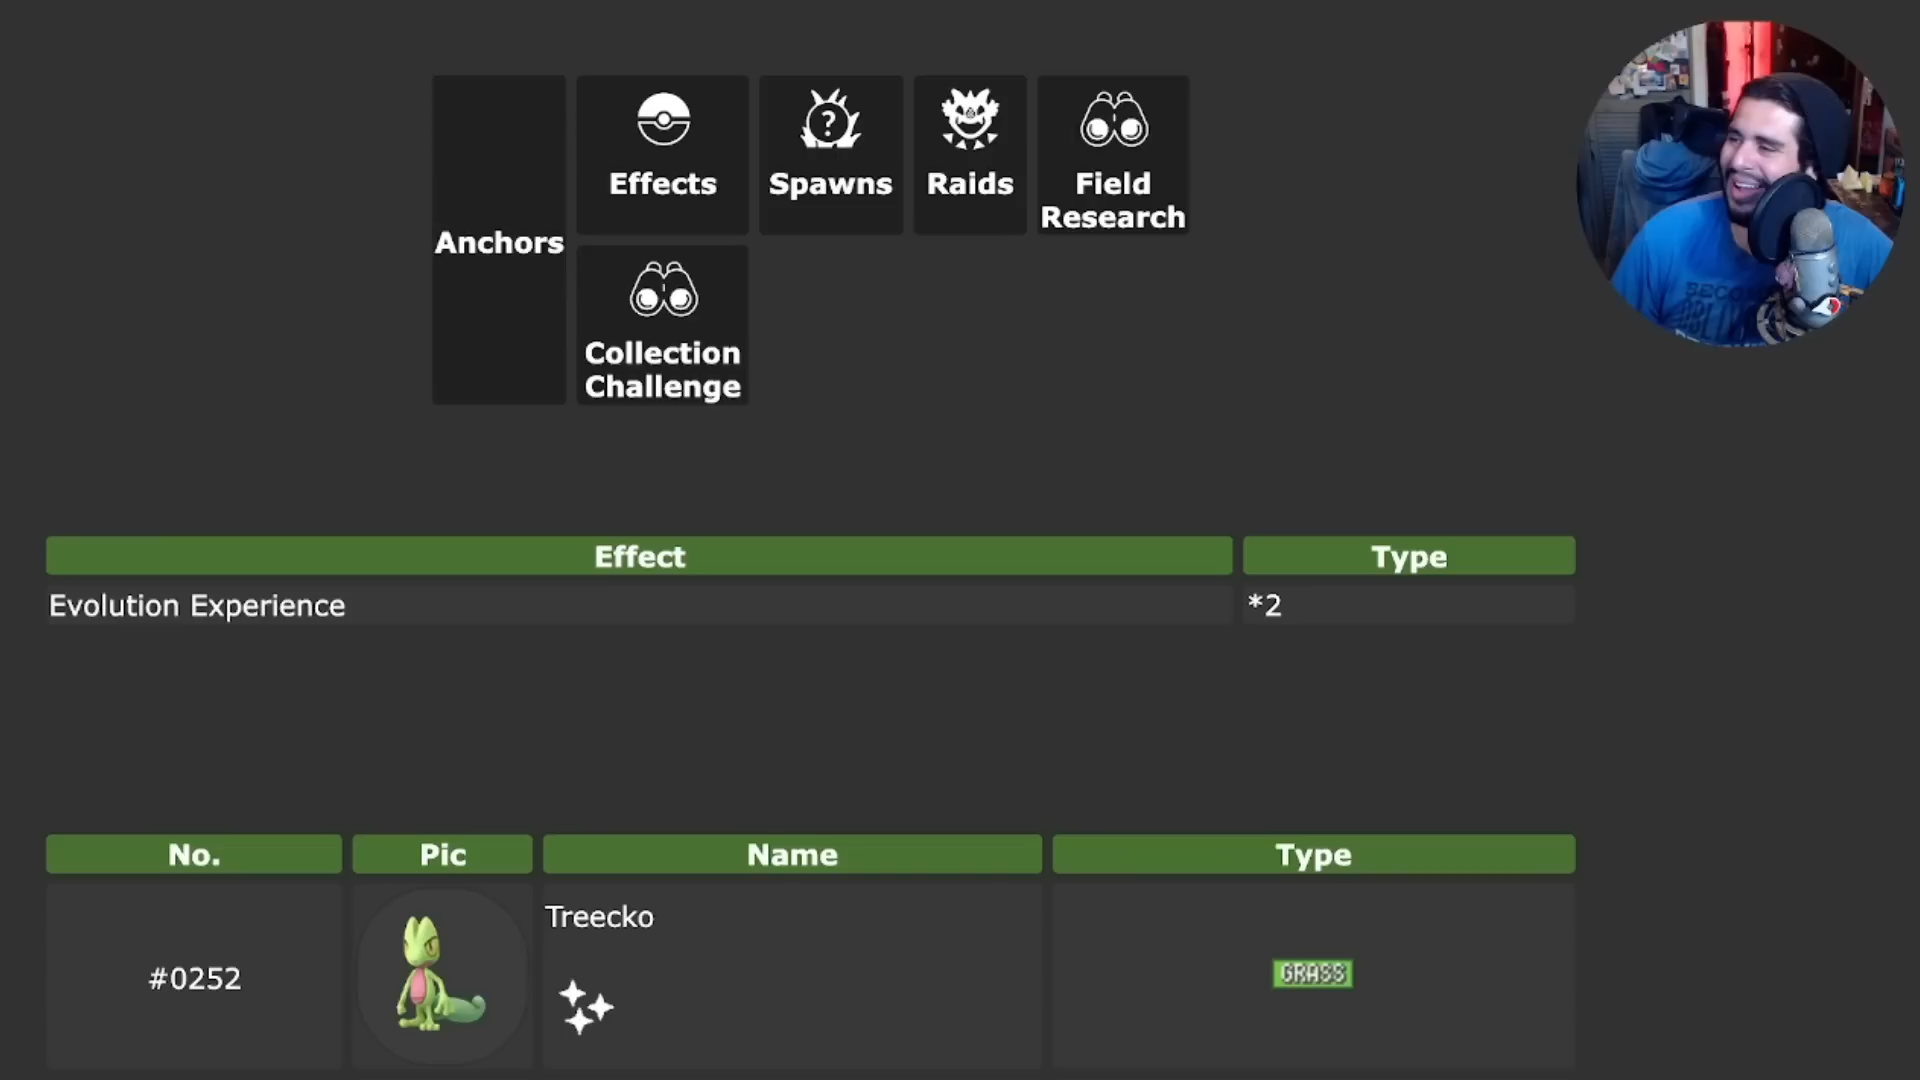 Anchors
Effects
Spawns
Raids
Field
Research
Collection
Challenge
Effect
Type
Evolution Experience
*2
No.
Pic
Name
Type
#0252
Treecko
GRASS